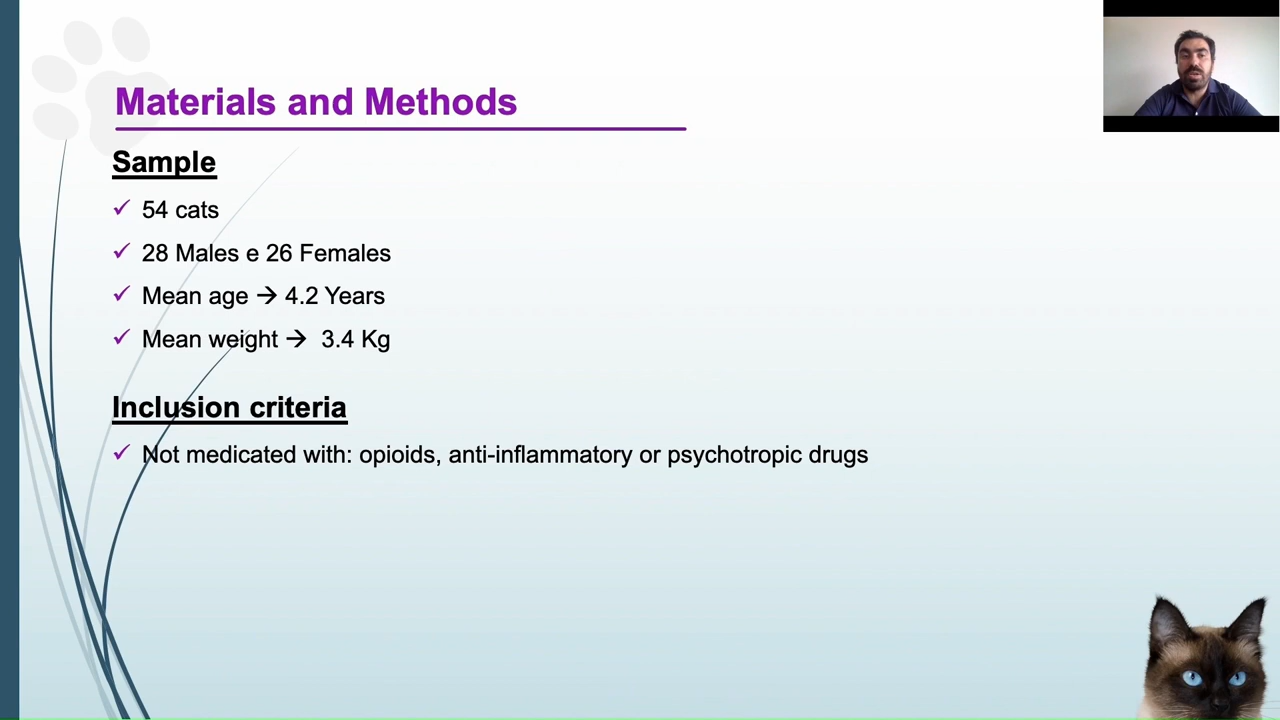 Materials and Methods
Sample
✓ 54 cats
✓ 28 Males e 26 Females
✓ Mean age → 4.2 Years
✓ Mean weight → 3.4 Kg
Inclusion criteria
✓ Not medicated with: opioids, anti-inflammatory or psychotropic drugs